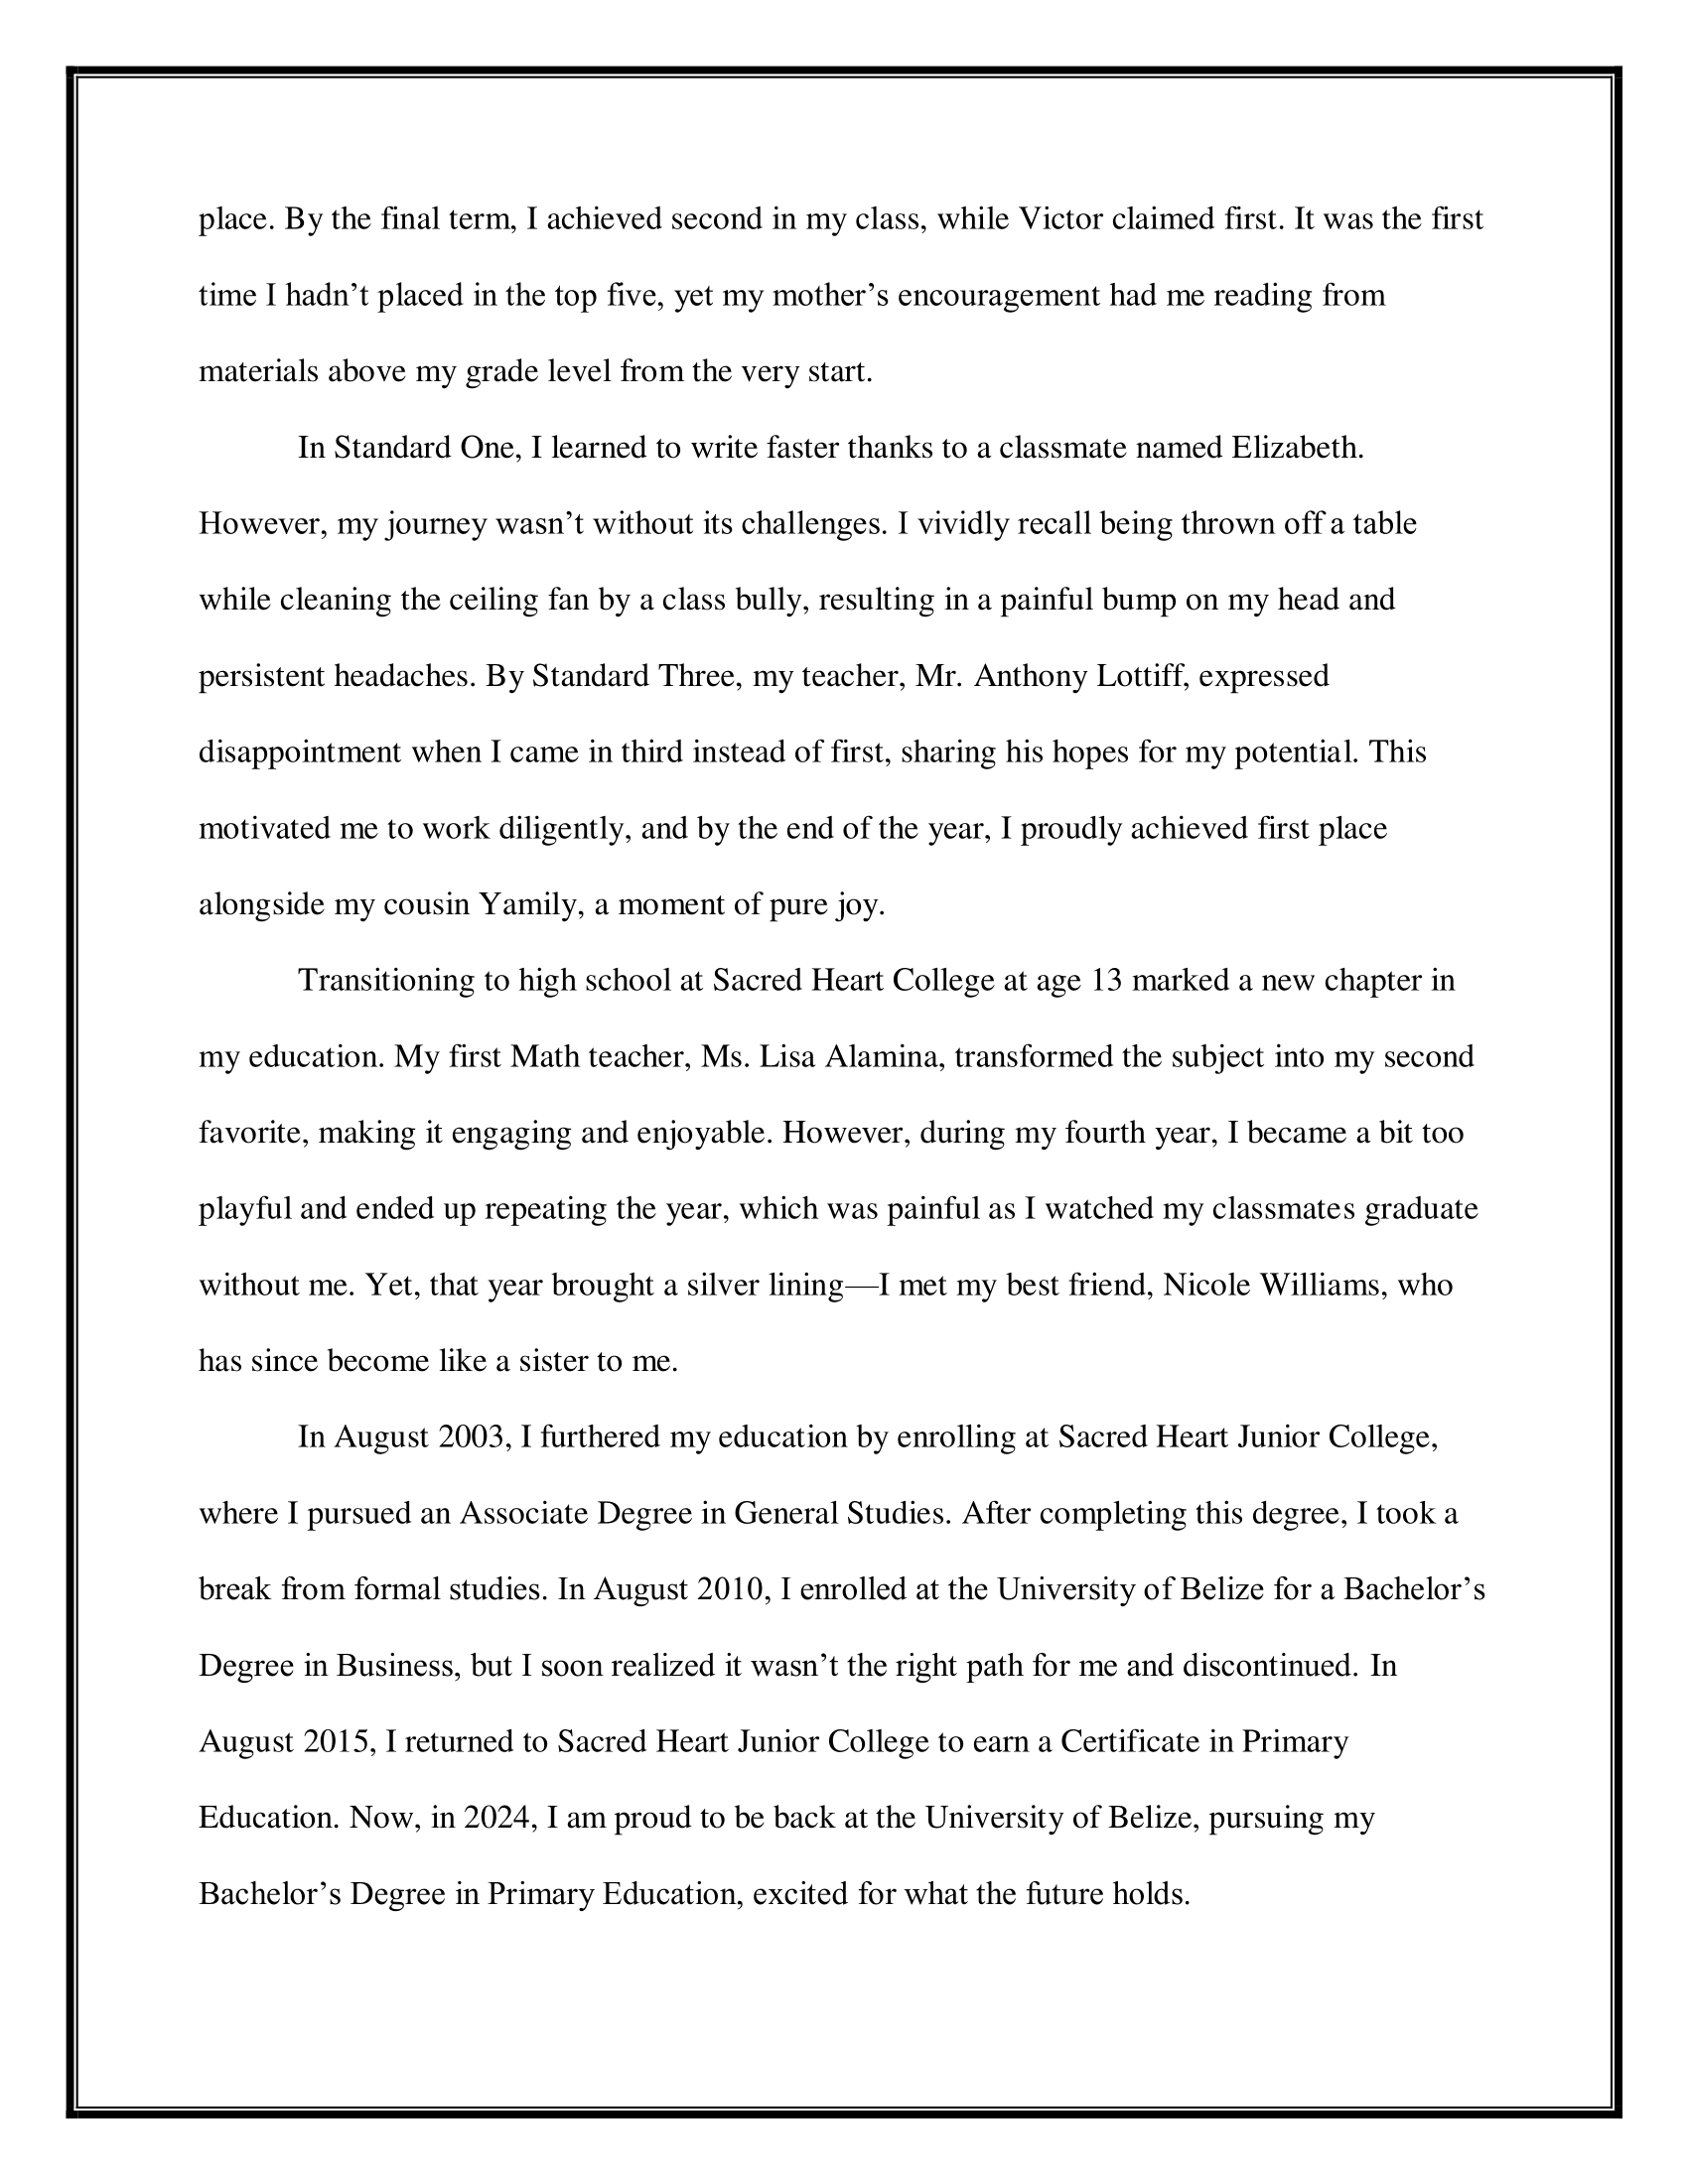 place. By the final term, I achieved second in my class, while Victor claimed first. It was the first
time I hadn’t placed in the top five, yet my mother’s encouragement had me reading from
materials above my grade level from the very start.
In Standard One, I learned to write faster thanks to a classmate named Elizabeth.
However, my journey wasn’t without its challenges. I vividly recall being thrown off a table
while cleaning the ceiling fan by a class bully, resulting in a painful bump on my head and
persistent headaches. By Standard Three, my teacher, Mr. Anthony Lottiff, expressed
disappointment when I came in third instead of first, sharing his hopes for my potential. This
motivated me to work diligently, and by the end of the year, I proudly achieved first place
alongside my cousin Yamily, a moment of pure joy.
Transitioning to high school at Sacred Heart College at age 13 marked a new chapter in
my education. My first Math teacher, Ms. Lisa Alamina, transformed the subject into my second
favorite, making it engaging and enjoyable. However, during my fourth year, I became a bit too
playful and ended up repeating the year, which was painful as I watched my classmates graduate
without me. Yet, that year brought a silver lining—I met my best friend, Nicole Williams, who
has since become like a sister to me.
In August 2003, I furthered my education by enrolling at Sacred Heart Junior College,
where I pursued an Associate Degree in General Studies. After completing this degree, I took a
break from formal studies. In August 2010, I enrolled at the University of Belize for a Bachelor’s
Degree in Business, but I soon realized it wasn’t the right path for me and discontinued. In
August 2015, I returned to Sacred Heart Junior College to earn a Certificate in Primary
Education. Now, in 2024, I am proud to be back at the University of Belize, pursuing my
Bachelor’s Degree in Primary Education, excited for what the future holds.